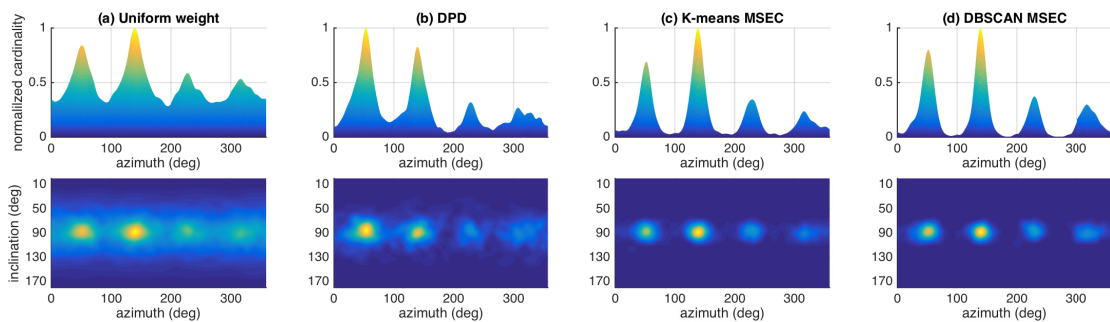 (a) Uniform weight (b) DPD (c) K-means MSEC (d) DBSCAN MSEC
normailzed cardinality
1 1 1 1
0.5 0.5 0.5 0.5
0 0 0 0
0 100 200 300 0 100 200 300 0 100 200 300 0 100 200 300
azimuth (deg) azimuth (deg) azimuth (deg) azimuth (deg)
inclination (deg)
10 10 10 10
50 50 50 50
90 90 90 90
130 130 130 130
170 170 170 170
0 100 200 300 0 100 200 300 0 100 200 300 0 100 200 300
azimuth (deg) azimuth (deg) azimuth (deg) azimuth (deg)